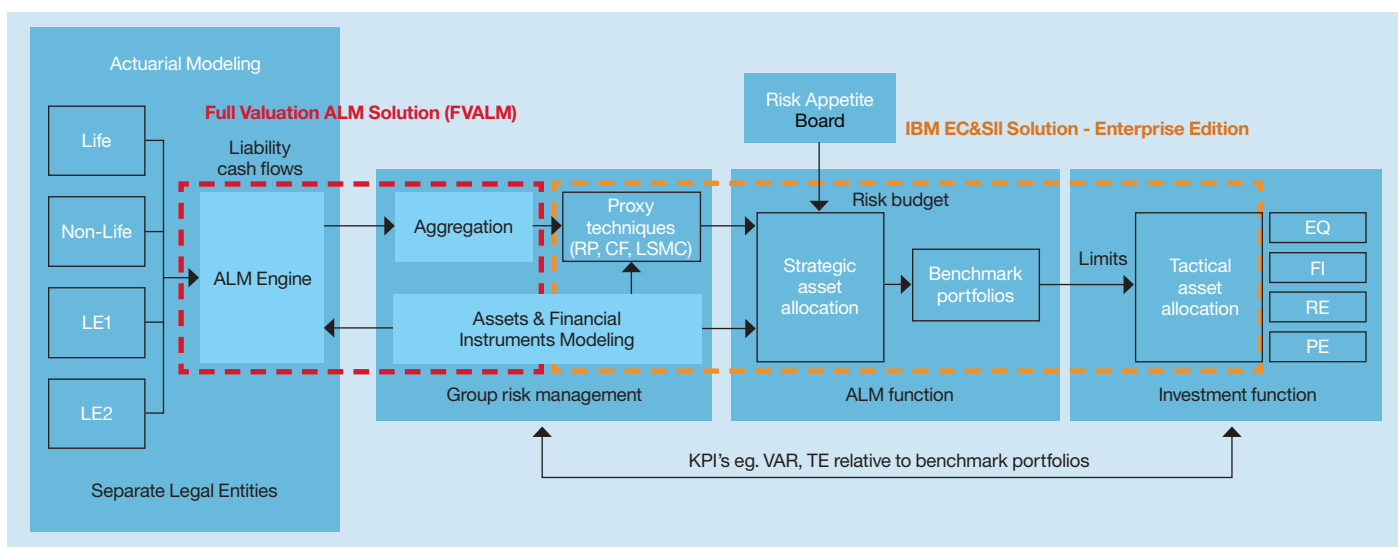 Actuarial Modeling
Life
Non-Life
LE1
LE2
Separate Legal Entities
Full Valuation ALM Solution (FVALM)
Liability
cash flows
ALM Engine
Aggregation
Proxy
techniques
(RP, CF, LSMC)
Assets & Financial
Instruments Modeling
Group risk management
Risk Appetite
Board
IBM EC&SII Solution - Enterprise Edition
Risk budget
Strategic
asset
allocation
Benchmark
portfolios
ALM function
Limits
Tactical
asset
allocation
EQ
FI
RE
PE
Investment function
KPI's eg. VAR, TE relative to benchmark portfolios